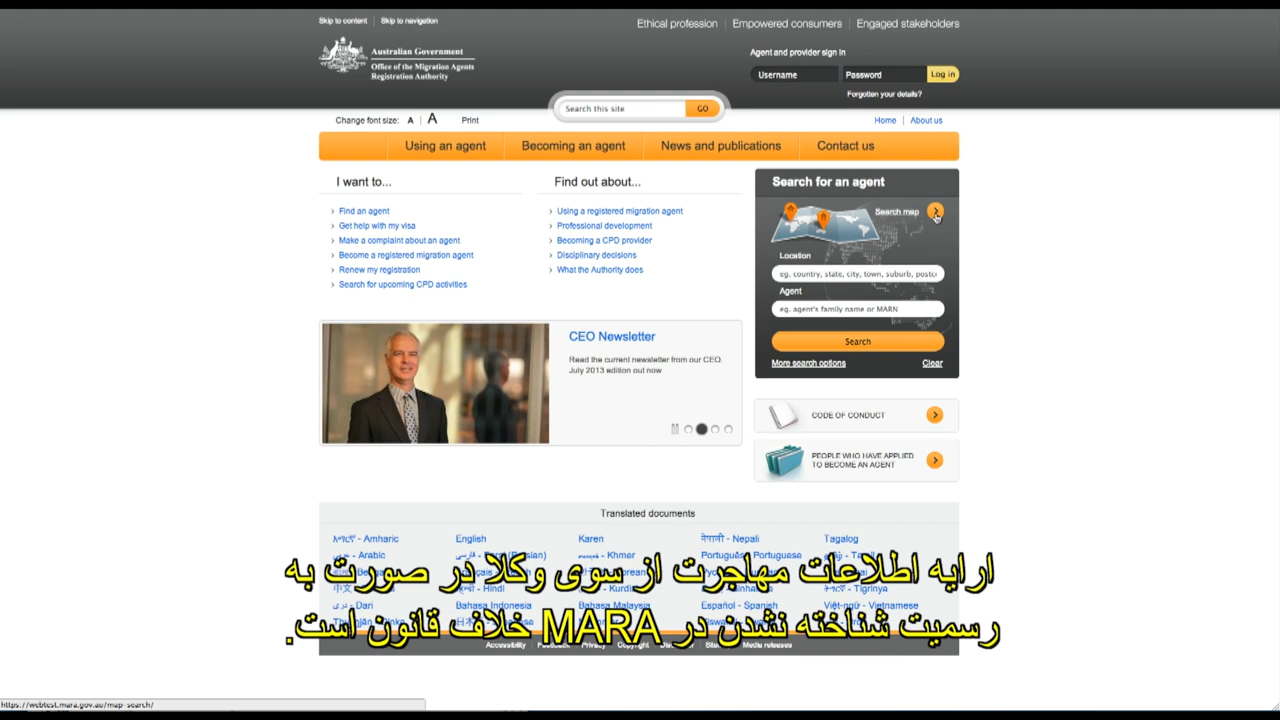 Skip to content | Skip to navigation
Ethical profession | Empowered consumers | Engaged stakeholders
Australian Government
Office of the Migration Agents
Registration Authority
Agent and provider sign in
Username Password Log in
Forgotten your details?
Search this site GO
Change font size: A | A Print
Home | About us
Using an agent Becoming an agent News and publications Contact us
I want to...
› Find an agent
› Get help with my visa
› Make a complaint about an agent
› Become a registered migration agent
› Renew my registration
› Search for upcoming CPD activities
Find out about...
› Using a registered migration agent
› Professional development
› Becoming a CPD provider
› Disciplinary decisions
› What the Authority does
Search for an agent
Search map
Location
eg. country, state, city, town, suburb, postc
Agent
eg. agent's family name or MARN
Search
More search options Clear
CEO Newsletter
Read the current newsletter from our CEO.
July 2013 edition out now
CODE OF CONDUCT
PEOPLE WHO HAVE APPLIED
TO BECOME AN AGENT
Translated documents
አማርኛ - Amharic English Karen नेपाली - Nepali Tagalog
- Arabic (Persian) - Khmer Português Portuguese
- Hindi - Kurdi - Tigrinya
دری - Dari Bahasa Indonesia Bahasa Malaysia Español - Spanish Việt-ngữ - Vietnamese
ارایه اطلاعات مهاجرت از سوی وکلا در صورت به
رسمیت شناخته نشدن در MARA خلاف قانون است.
Accessibility Feedback Privacy Copyright Media releases
https://webtest.mara.gov.au/map-search/